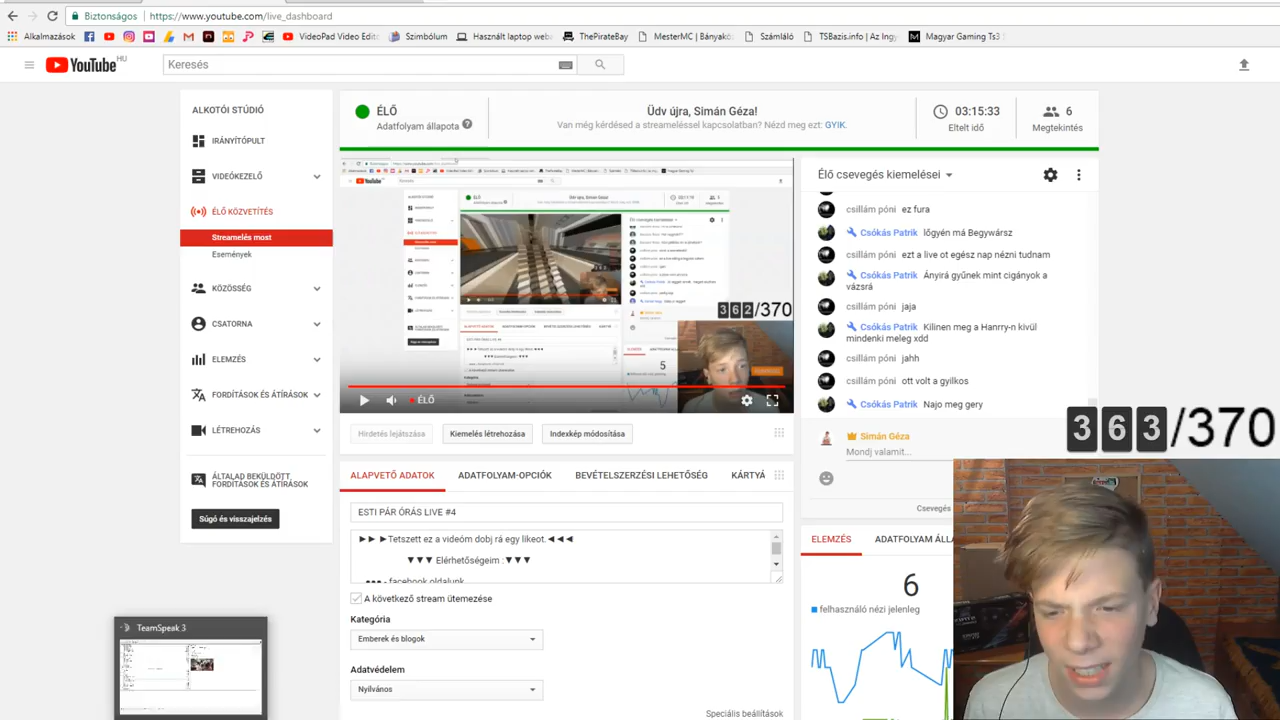 Biztonságos | https://www.youtube.com/live_dashboard
Alkalmazások VideoPad Video Edit Szimbólum Használt laptop web ThePirateBay MesterMC | Bányakó Számláló TSBazis.info | Az Ing Magyar Gaming Ts3 S
YouTube HU
Keresés
ALKOTÓI STÚDIÓ
IRÁNYÍTÓPULT
VIDEÓKEZELŐ
ÉLŐ KÖZVETÍTÉS
Streamelés most
Események
KÖZÖSSÉG
CSATORNA
ELEMZÉS
FORDÍTÁSOK ÉS ÁTÍRÁSOK
LÉTREHOZÁS
ÁLTALAD BEKÜLDÖTT
FORDÍTÁSOK ÉS ÁTÍRÁSOK
Súgó és visszajelzés
ÉLŐ
Adatfolyam állapota ?
Üdv újra, Simán Géza!
Van még kérdésed a streameléssel kapcsolatban? Nézd meg ezt: GYIK.
03:15:33
Eltelt idő
6
Megtekintés
362/370
5
ÉLŐ
Hirdetés lejátszása
Kiemelés létrehozása
Indexkép módosítása
ALAPVETŐ ADATOK
ADATFOLYAM-OPCIÓK
BEVÉTELSZERZÉSI LEHETŐSÉG
KÁRTYÁ
ESTI PÁR ÓRÁS LIVE #4
►► ►Tetszett ez a videóm dobj rá egy likeot.◄◄◄
▼▼▼ Elérhetőségeim :▼▼▼
●●● - facebook oldalunk
A következő stream ütemezése
Kategória
Emberek és blogok
Adatvédelem
Nyilvános
Speciális beállítások
Élő csevegés kiemelései
csillám póni ez fura
Csókás Patrik lőgyén má Begywársz
csillám póni ezt a live ot egész nap nézni tudnam
Csókás Patrik Ányirá gyűnek mint cigányok a
vázsrá
csillám póni jaja
Csókás Patrik Kilinen meg a Hanrry-n kivül
mindenki meleg xdd
csillám póni jahh
csillám póni ott volt a gyilkos
Csókás Patrik Najo meg gery
Simán Géza
Mondj valamit...
363/370
Csevegés
ELEMZÉS
ADATFOLYAM ÁLLA
6
felhasználó nézi jelenleg
TeamSpeak 3